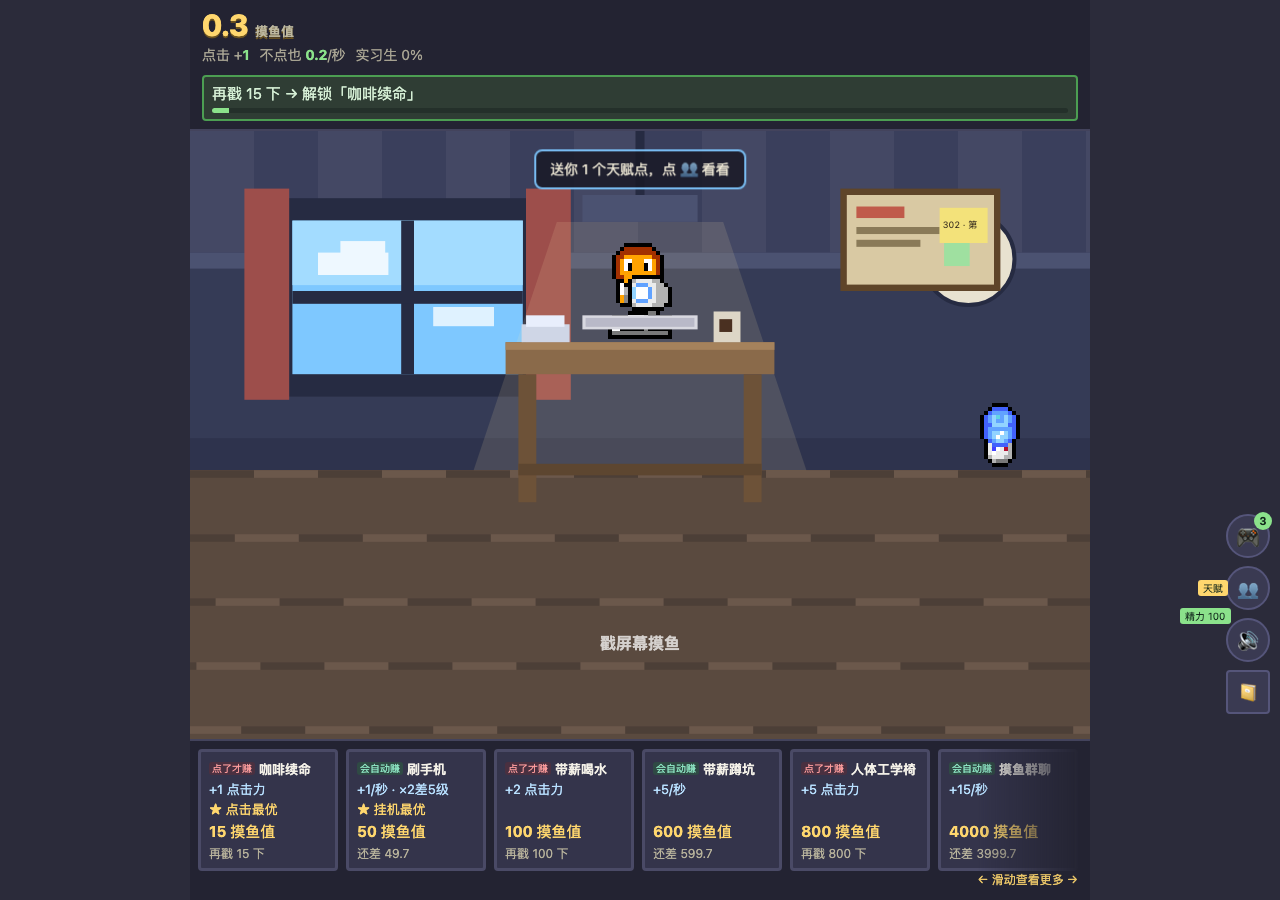 0.3 摸鱼值
点击 +1 不点也 0.2/秒 实习生 0%
再戳 15 下 → 解锁「咖啡续命」
送你 1 个天赋点，点 👥 看看
302 · 第
3
天赋
精力 100
戳屏幕摸鱼
点了才赚 咖啡续命
+1 点击力
★ 点击最优
15 摸鱼值
再戳 15 下
会自动赚 刷手机
+1/秒 · ×2差5级
★ 挂机最优
50 摸鱼值
还差 49.7
点了才赚 带薪喝水
+2 点击力
100 摸鱼值
再戳 100 下
会自动赚 带薪蹲坑
+5/秒
600 摸鱼值
还差 599.7
点了才赚 人体工学椅
+5 点击力
800 摸鱼值
再戳 800 下
会自动赚 摸鱼群聊
+15/秒
4000 摸鱼值
还差 3999.7
← 滑动查看更多 →